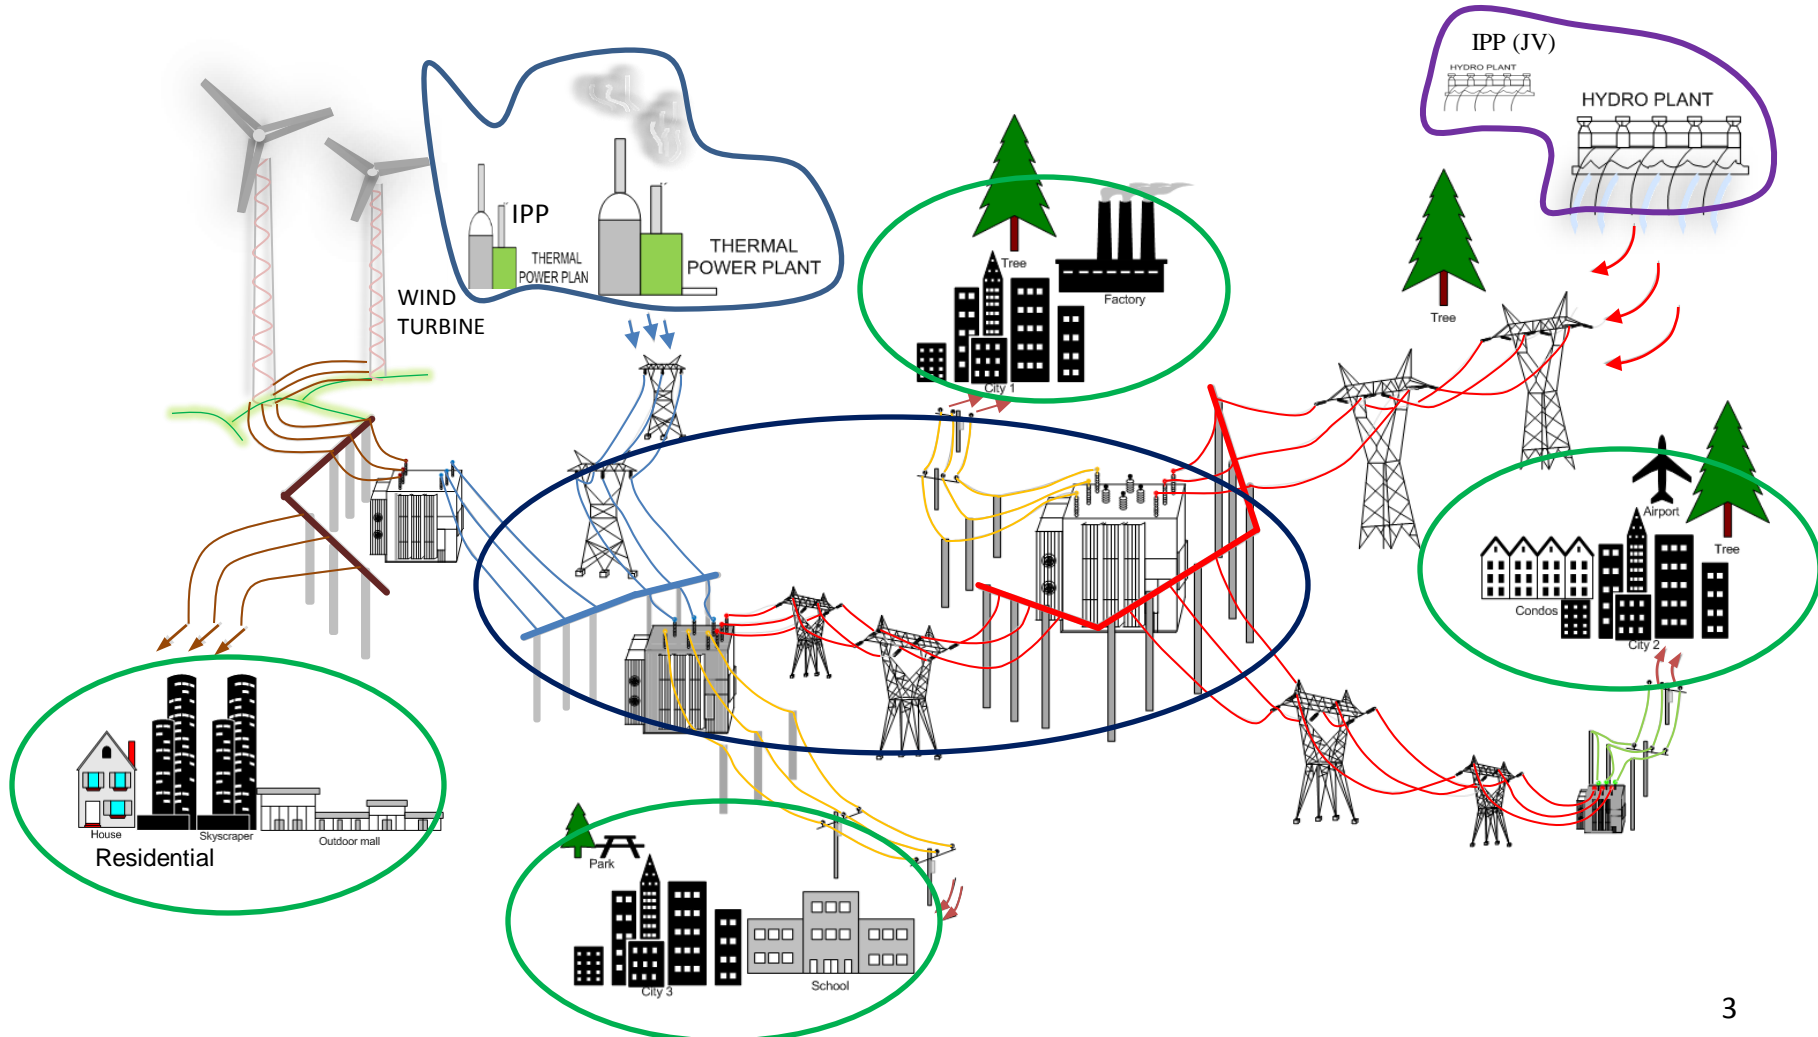 IPP (JV)
HYDRO PLANT
HYDRO PLANT
IPP
THERMAL
POWER PLAN
THERMAL
POWER PLANT
WIND
TURBINE
Tree
Factory
City 1
Tree
Airport
Tree
Condos
City 2
House
Skyscraper
Outdoor mall
Residential
Park
City 3
School
3